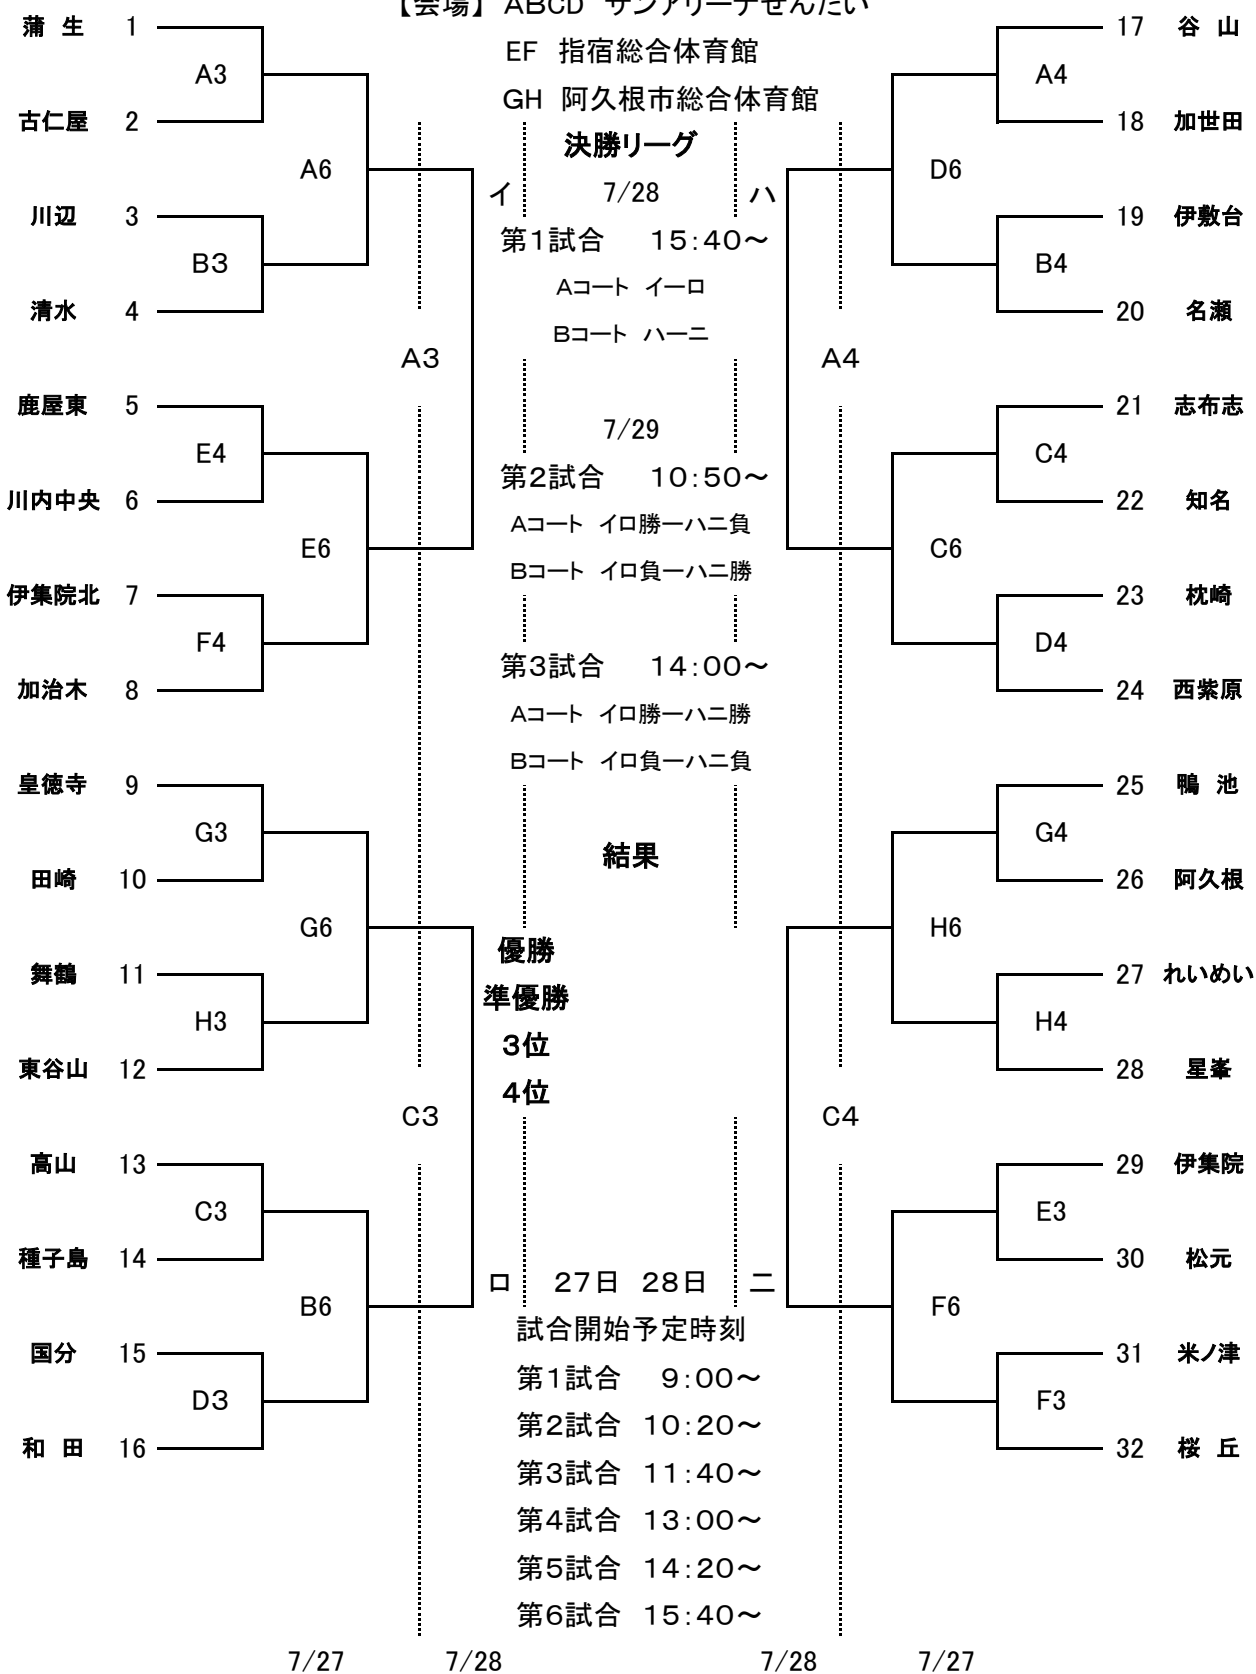 【会場】 ABCD サンアリーナせんだい
EF 指宿総合体育館
GH 阿久根市総合体育館
蒲 生 1
A3
古仁屋 2
A6
川辺 3
B3
清水 4
A3
鹿屋東 5
E4
川内中央 6
E6
伊集院北 7
F4
加治木 8
皇徳寺 9
G3
田崎 10
G6
舞鶴 11
H3
東谷山 12
C3
高山 13
C3
種子島 14
B6
国分 15
D3
和 田 16
決勝リーグ
イ 7/28 ハ
第1試合 15:40～
Aコート イーロ
Bコート ハーニ
7/29
第2試合 10:50～
Aコート イロ勝ーハニ負
Bコート イロ負ーハニ勝
第3試合 14:00～
Aコート イロ勝ーハニ勝
Bコート イロ負ーハニ負
結果
優勝
準優勝
3位
4位
ロ 27日 28日 ニ
試合開始予定時刻
第1試合 9:00～
第2試合 10:20～
第3試合 11:40～
第4試合 13:00～
第5試合 14:20～
第6試合 15:40～
17 谷 山
A4
18 加世田
D6
19 伊敷台
B4
20 名瀬
A4
21 志布志
C4
22 知名
C6
23 枕崎
D4
24 西紫原
25 鴨 池
G4
26 阿久根
H6
27 れいめい
H4
28 星峯
C4
29 伊集院
E3
30 松元
F6
31 米ノ津
F3
32 桜 丘
7/27 7/28 7/28 7/27